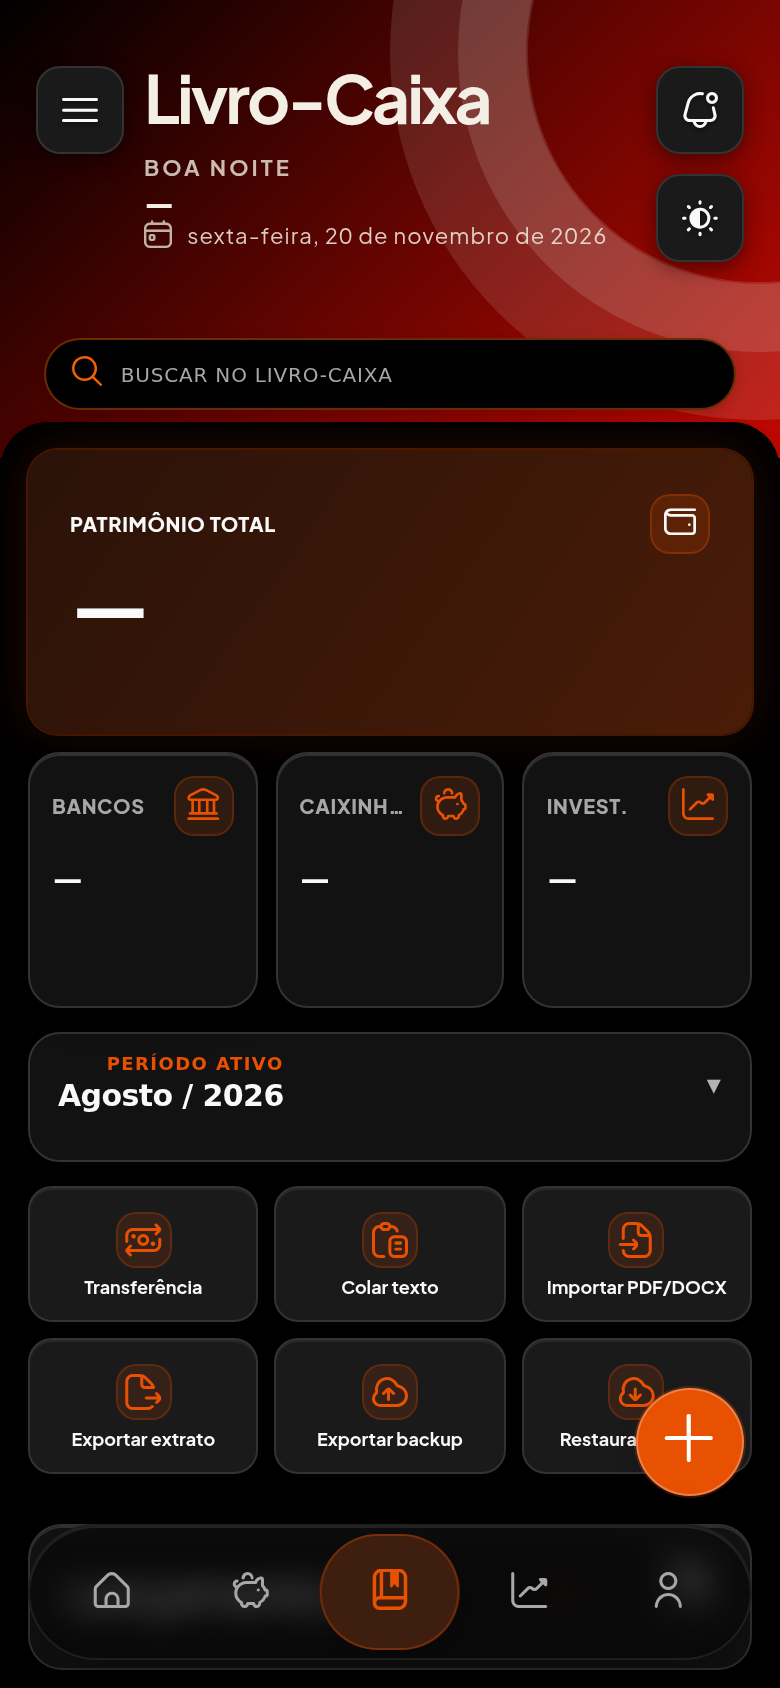 Livro-Caixa
BOA NOITE
—
sexta-feira, 20 de novembro de 2026
BUSCAR NO LIVRO-CAIXA
PATRIMÔNIO TOTAL
—
BANCOS
CAIXINH…
INVEST.
—
—
—
PERÍODO ATIVO
Agosto / 2026
Transferência
Colar texto
Importar PDF/DOCX
Exportar extrato
Exportar backup
Restaura